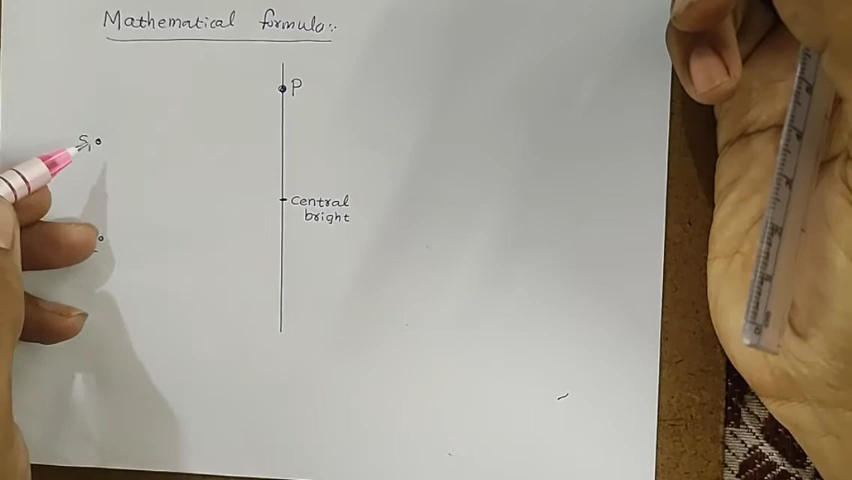 Mathematical formula:-
P
S1
Central
bright